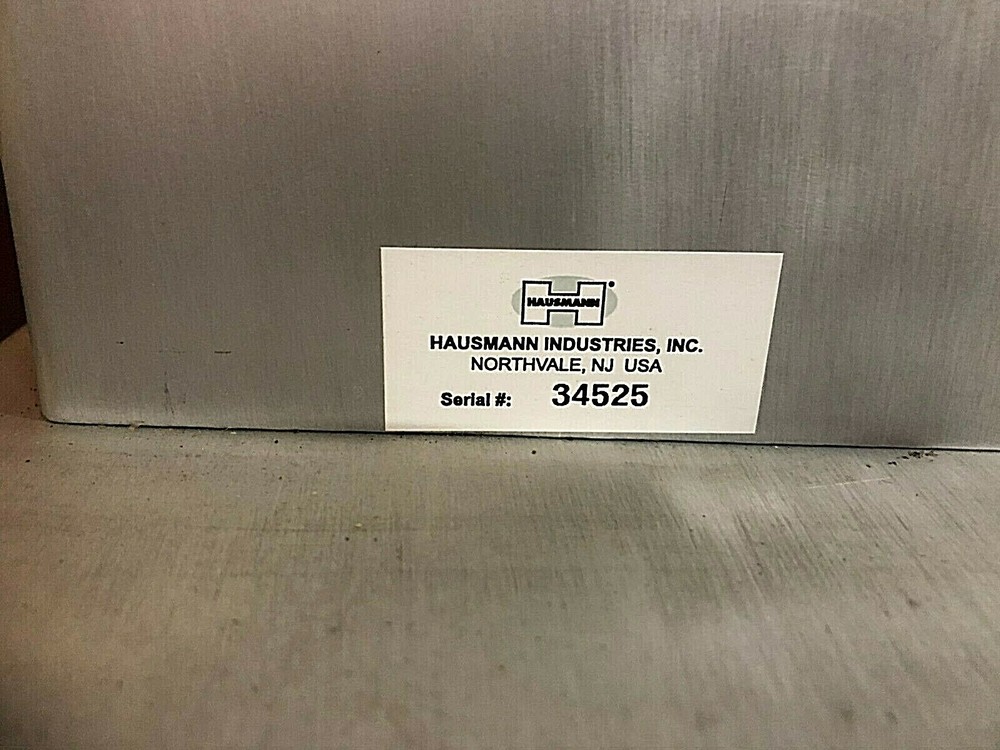 HAUSMANN
HAUSMANN INDUSTRIES, INC.
NORTHVALE, NJ USA
Serial #: 34525